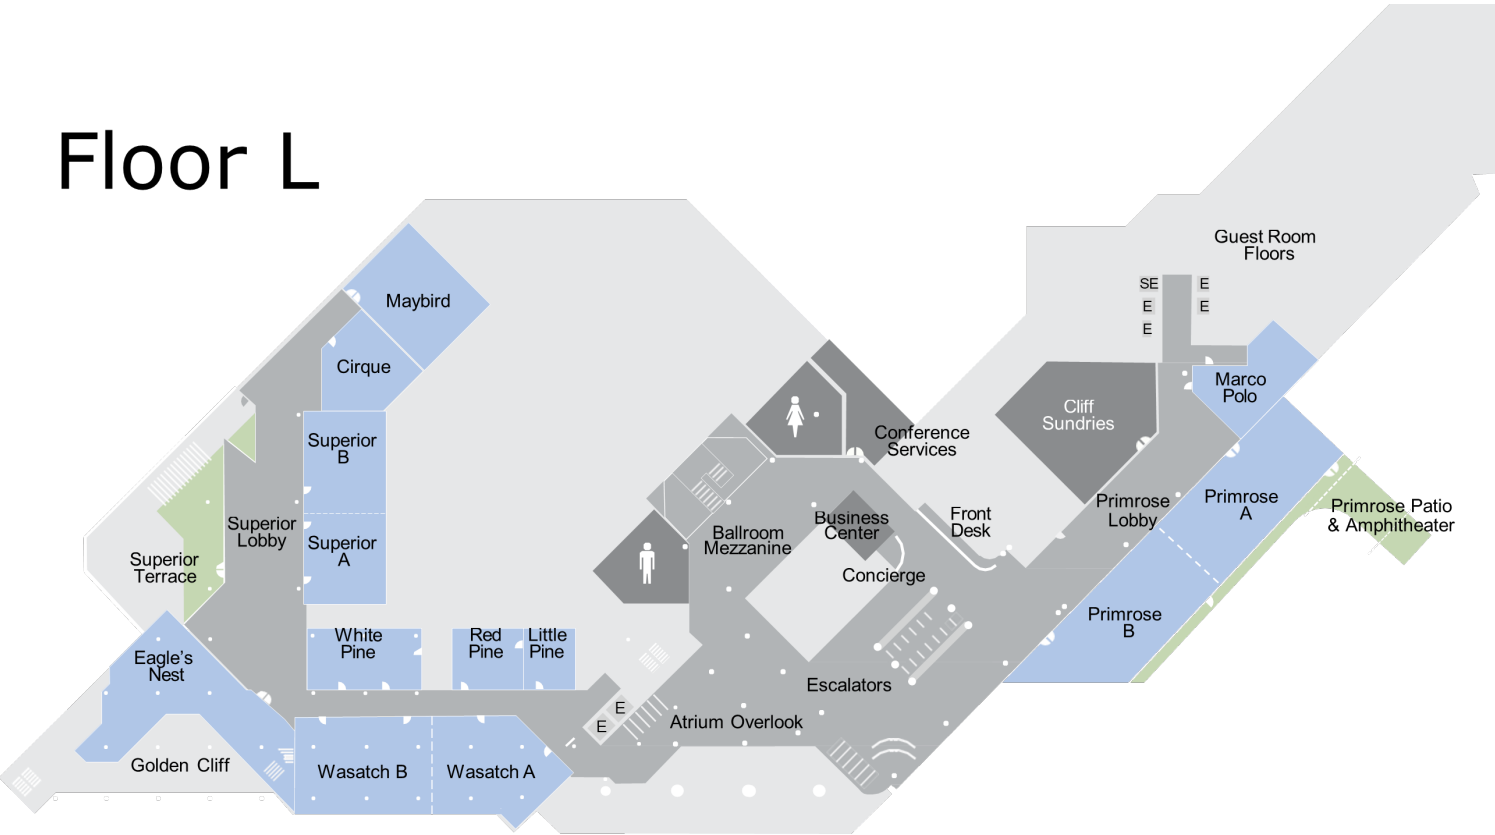 Floor L
Guest Room
Floors
SE
E
E
E
E
Maybird
Cirque
Marco
Polo
Cliff
Sundries
Superior
B
Conference
Services
Primrose
A
Primrose
Lobby
Primrose Patio
& Amphitheater
Front
Desk
Business
Center
Ballroom
Mezzanine
Superior
Lobby
Superior
A
Superior
Terrace
Concierge
Primrose
B
White
Pine
Red
Pine
Little
Pine
Eagle's
Nest
Escalators
E
E
Atrium Overlook
Golden Cliff
Wasatch B
Wasatch A